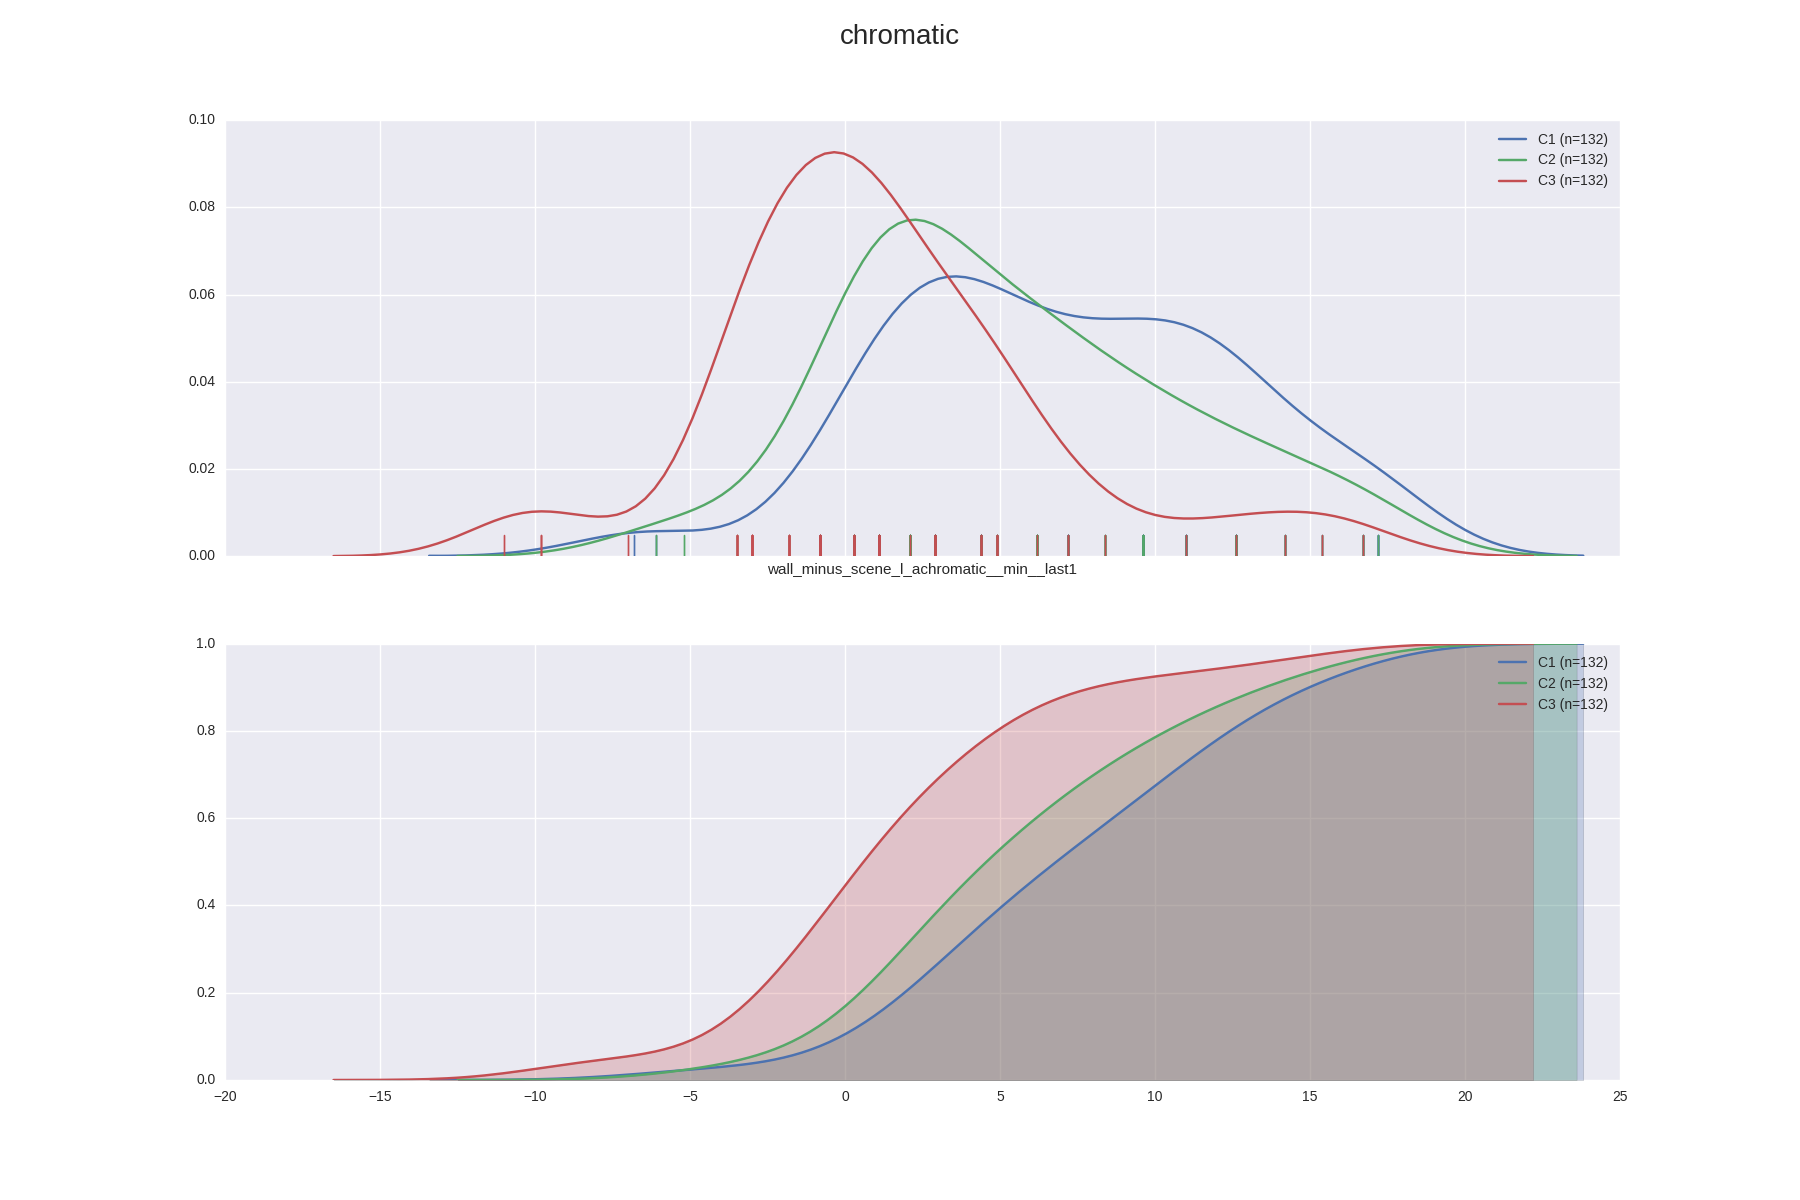 chromatic
0.10
0.08
0.06
0.04
0.02
0.00
C1 (n=132)
C2 (n=132)
C3 (n=132)
wall_minus_scene_l_achromatic__min__last1
1.0
0.8
0.6
0.4
0.2
0.0
C1 (n=132)
C2 (n=132)
C3 (n=132)
−20 −15 −10 −5 0 5 10 15 20 25